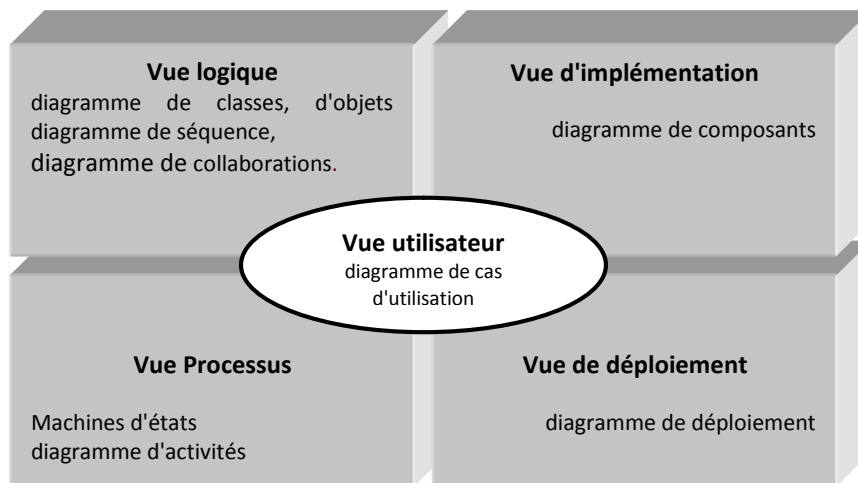 Vue logique
diagramme de classes, d'objets
diagramme de séquence,
diagramme de collaborations.
Vue d'implémentation
diagramme de composants
Vue utilisateur
diagramme de cas
d'utilisation
Vue Processus
Machines d'états
diagramme d'activités
Vue de déploiement
diagramme de déploiement